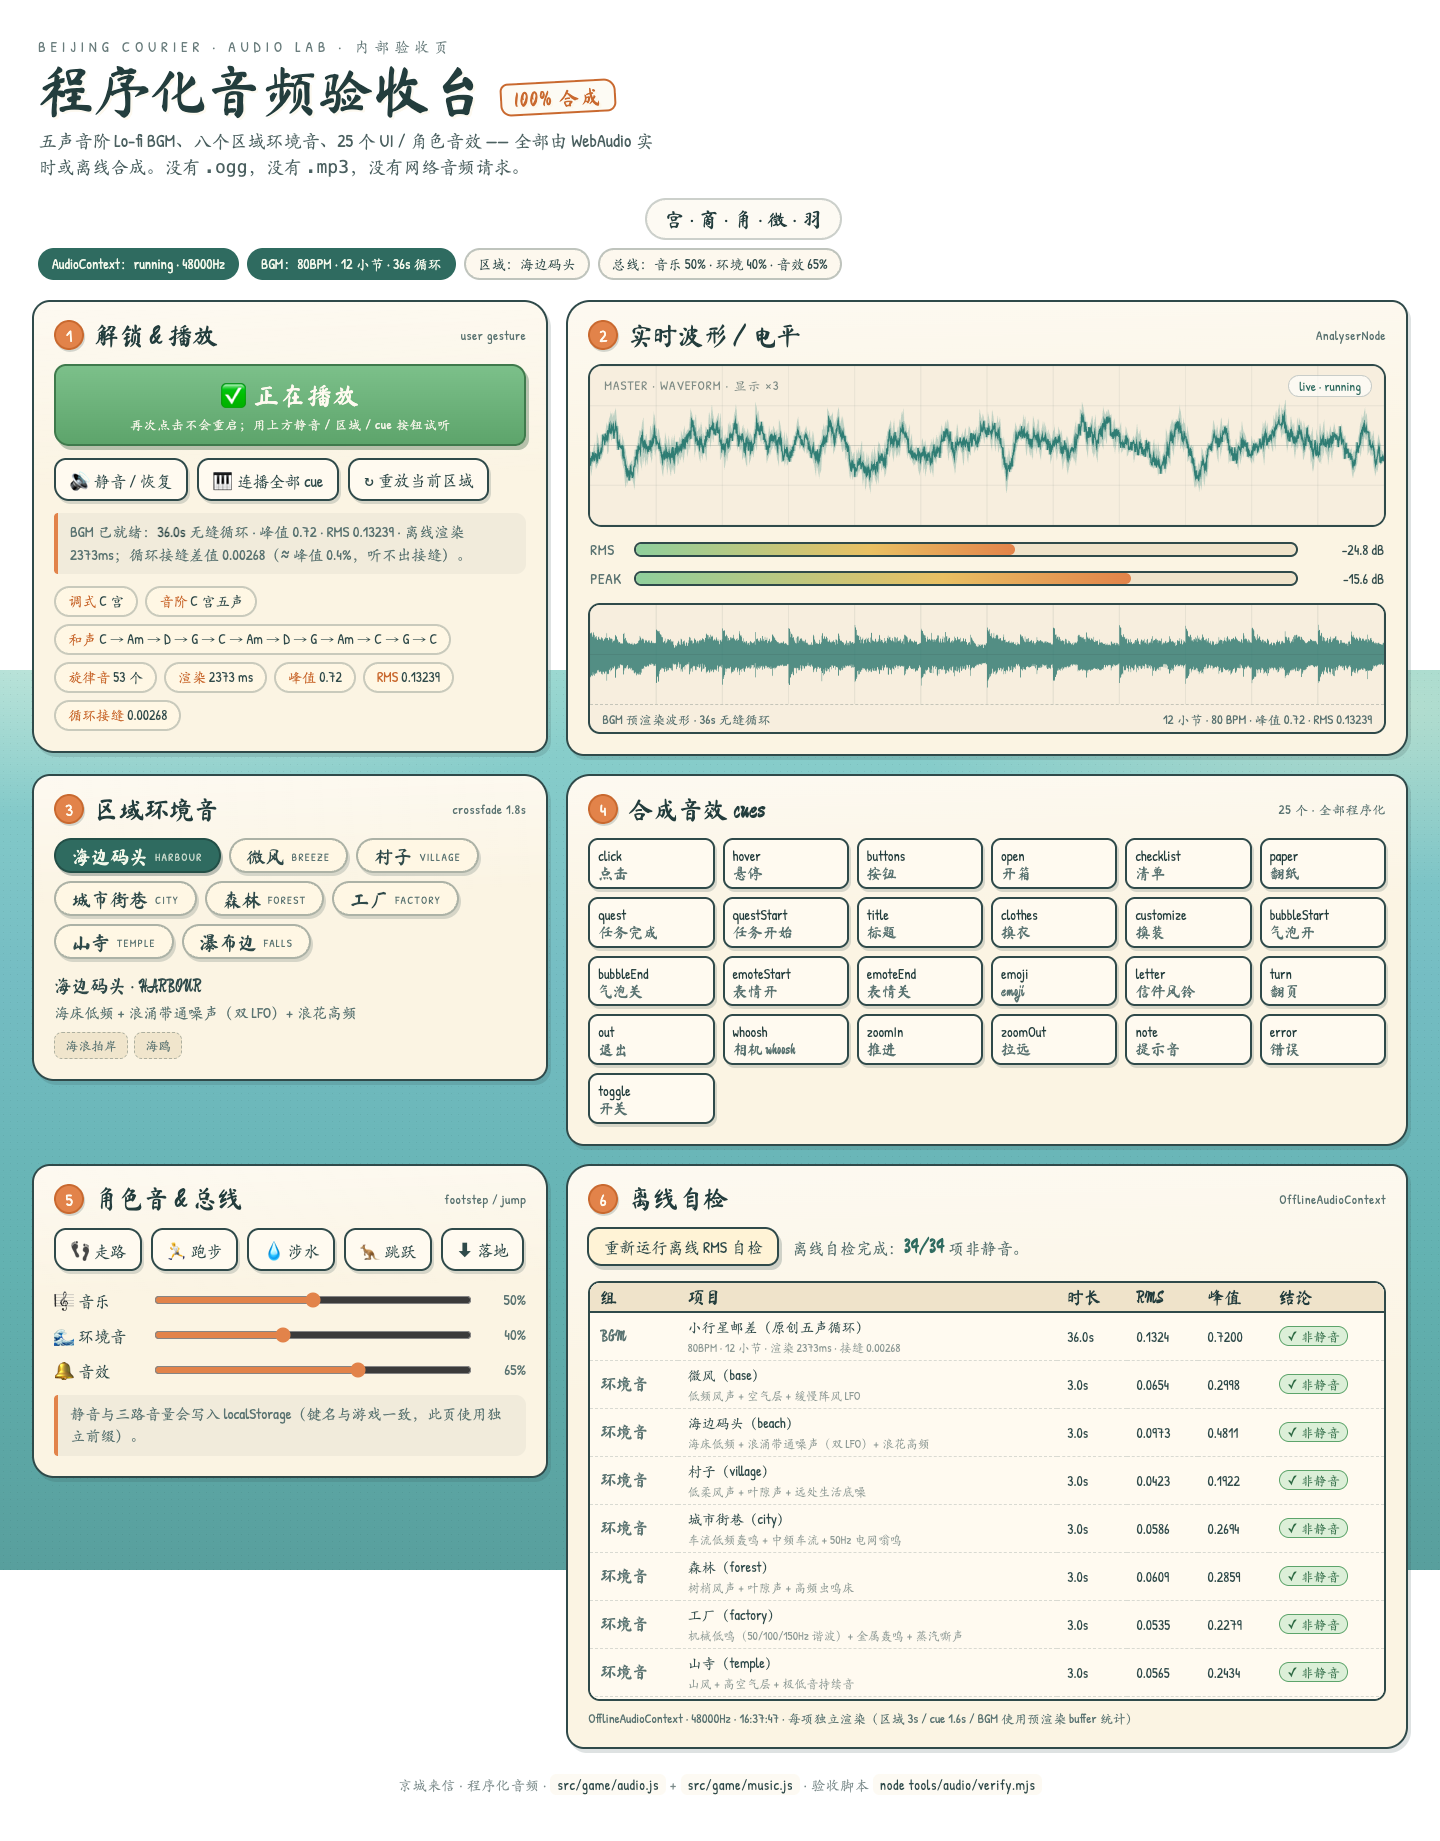 BEIJING COURIER · AUDIO LAB · 内部验收页
程序化音频验收台 100% 合成
五声音阶 Lo-fi BGM、八个区域环境音、25 个 UI / 角色音效 —— 全部由 WebAudio 实
时或离线合成。没有 .ogg，没有 .mp3，没有网络音频请求。
宫 · 商 · 角 · 徵 · 羽
AudioContext： running · 48000Hz
BGM： 80BPM · 12 小节 · 36s 循环
区域： 海边码头
总线： 音乐 50% · 环境 40% · 音效 65%
1 解锁 & 播放 user gesture
✅ 正在播放
再次点击不会重启；用上方静音 / 区域 / cue 按钮试听
🔈 静音 / 恢复
🎹 连播全部 cue
↻ 重放当前区域
BGM 已就绪：36.0s 无缝循环 · 峰值 0.72 · RMS 0.13239 · 离线渲染
2373ms；循环接缝差值 0.00268（≈ 峰值 0.4%，听不出接缝）。
调式 C 宫
音阶 C 宫五声
和声 C → Am → D → G → C → Am → D → G → Am → C → G → C
旋律音 53 个
渲染 2373 ms
峰值 0.72
RMS 0.13239
循环接缝 0.00268
2 实时波形 / 电平 AnalyserNode
MASTER · WAVEFORM · 显示 ×3
live · running
RMS -24.8 dB
PEAK -15.6 dB
BGM 预渲染波形 · 36s 无缝循环
12 小节 · 80 BPM · 峰值 0.72 · RMS 0.13239
3 区域环境音 crossfade 1.8s
海边码头 HARBOUR
微风 BREEZE
村子 VILLAGE
城市街巷 CITY
森林 FOREST
工厂 FACTORY
山寺 TEMPLE
瀑布边 FALLS
海边码头 · HARBOUR
海床低频 + 浪涌带通噪声（双 LFO）+ 浪花高频
海浪拍岸
海鸥
4 合成音效 cues 25 个 · 全部程序化
click
点击
hover
悬停
buttons
按钮
open
开箱
checklist
清单
paper
翻纸
quest
任务完成
questStart
任务开始
title
标题
clothes
换衣
customize
换装
bubbleStart
气泡开
bubbleEnd
气泡关
emoteStart
表情开
emoteEnd
表情关
emoji
emoji
letter
信件风铃
turn
翻页
out
退出
whoosh
相机 whoosh
zoomIn
推进
zoomOut
拉远
note
提示音
error
错误
toggle
开关
5 角色音 & 总线 footstep / jump
👣 走路
🏃 跑步
💧 涉水
🦘 跳跃
⬇ 落地
🎼 音乐 50%
🌊 环境音 40%
🔔 音效 65%
静音与三路音量会写入 localStorage（键名与游戏一致，此页使用独
立前缀）。
6 离线自检 OfflineAudioContext
重新运行离线 RMS 自检
离线自检完成：34/34 项非静音。
组 项目 时长 RMS 峰值 结论
BGM 小行星邮差（原创五声循环） 36.0s 0.1324 0.7200 ✓ 非静音
80BPM · 12 小节 · 渲染 2373ms · 接缝 0.00268
环境音 微风（base） 3.0s 0.0654 0.2998 ✓ 非静音
低频风声 + 空气层 + 缓慢阵风 LFO
环境音 海边码头（beach） 3.0s 0.0973 0.4811 ✓ 非静音
海床低频 + 浪涌带通噪声（双 LFO）+ 浪花高频
环境音 村子（village） 3.0s 0.0423 0.1922 ✓ 非静音
低柔风声 + 叶隙声 + 远处生活底噪
环境音 城市街巷（city） 3.0s 0.0586 0.2694 ✓ 非静音
车流低频轰鸣 + 中频车流 + 50Hz 电网嗡鸣
环境音 森林（forest） 3.0s 0.0609 0.2859 ✓ 非静音
树梢风声 + 叶隙声 + 高频虫鸣床
环境音 工厂（factory） 3.0s 0.0535 0.2279 ✓ 非静音
机械低鸣（50/100/150Hz 谐波）+ 金属轰鸣 + 蒸汽嘶声
环境音 山寺（temple） 3.0s 0.0565 0.2434 ✓ 非静音
山风 + 高空气层 + 极低音持续音
OfflineAudioContext · 48000Hz · 16:37:47 · 每项独立渲染（区域 3s / cue 1.6s / BGM 使用预渲染 buffer 统计）
京城来信 · 程序化音频 · src/game/audio.js + src/game/music.js · 验收脚本 node tools/audio/verify.mjs